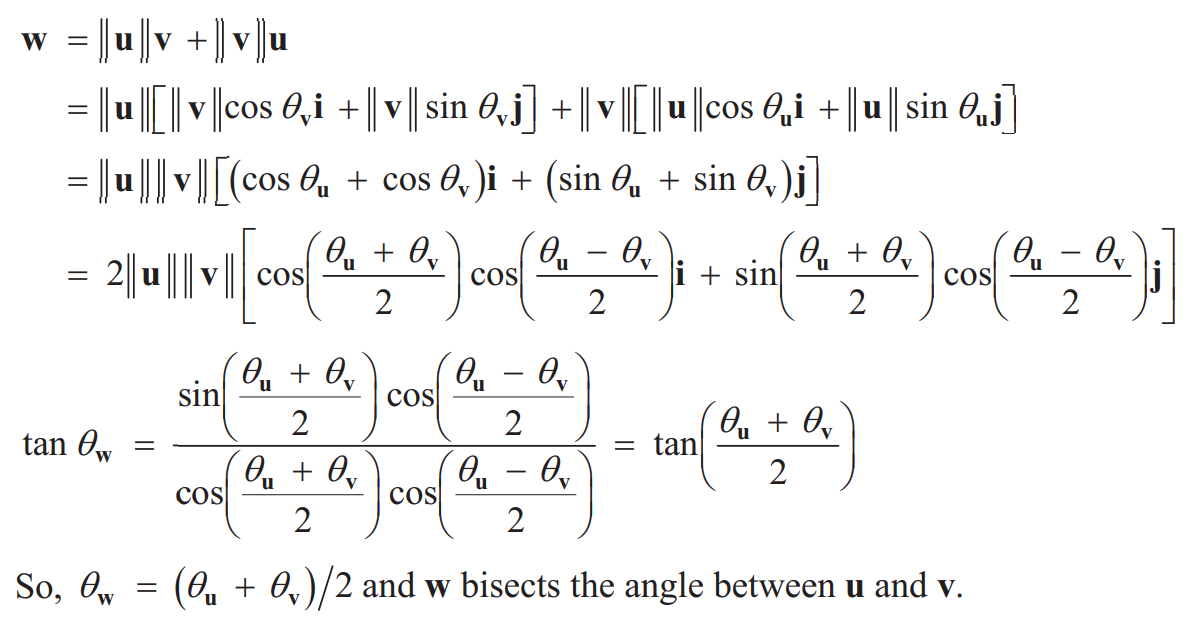 w = ‖u‖v + ‖v‖u
= ‖u‖[‖v‖cos θ_v i + ‖v‖ sin θ_v j] + ‖v‖[‖u‖cos θ_u i + ‖u‖ sin θ_u j]
= ‖u‖‖v‖[(cos θ_u + cos θ_v)i + (sin θ_u + sin θ_v)j]
= 2‖u‖‖v‖[cos((θ_u + θ_v)/2) cos((θ_u − θ_v)/2)i + sin((θ_u + θ_v)/2) cos((θ_u − θ_v)/2)j]
tan θ_w = (sin((θ_u + θ_v)/2) cos((θ_u − θ_v)/2))/(cos((θ_u + θ_v)/2) cos((θ_u − θ_v)/2)) = tan((θ_u + θ_v)/2)
So, θ_w = (θ_u + θ_v)/2 and w bisects the angle between u and v.